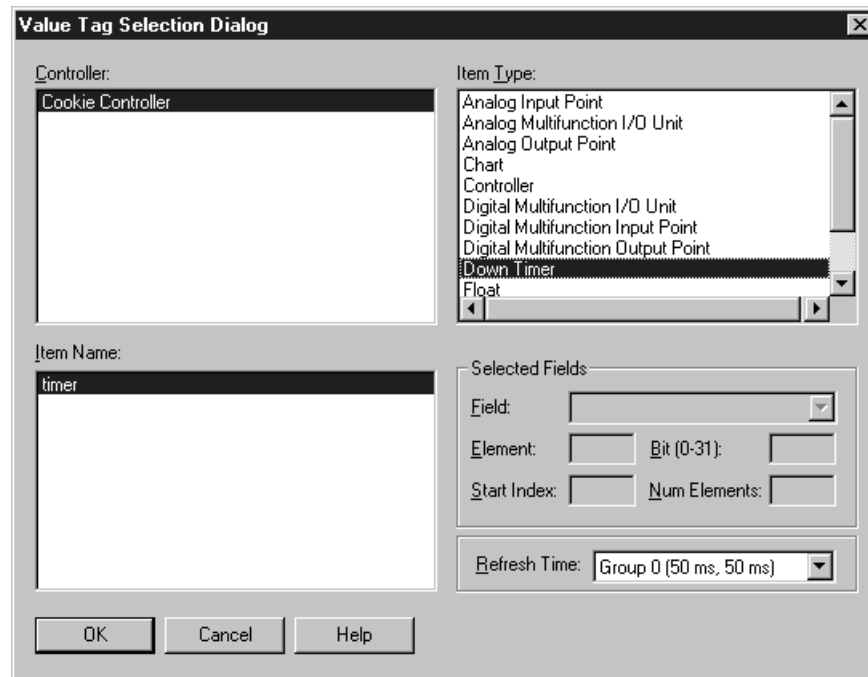 Value Tag Selection Dialog
Controller:
Cookie Controller
Item Type:
Analog Input Point
Analog Multifunction I/O Unit
Analog Output Point
Chart
Controller
Digital Multifunction I/O Unit
Digital Multifunction Input Point
Digital Multifunction Output Point
Down Timer
Float
Item Name:
timer
Selected Fields
Field:
Element:
Bit (0-31):
Start Index:
Num Elements:
Refresh Time:
Group 0 (50 ms, 50 ms)
OK
Cancel
Help